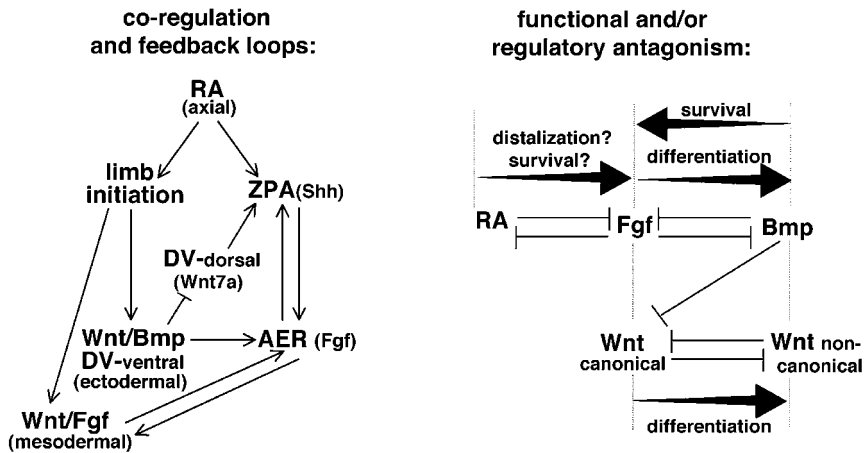 co-regulation
and feedback loops:
RA
(axial)
limb
initiation
ZPA(Shh)
DV-dorsal
(Wnt7a)
Wnt/Bmp
DV-ventral
(ectodermal)
AER (Fgf)
Wnt/Fgf
(mesodermal)
functional and/or
regulatory antagonism:
survival
distalization?
survival?
differentiation
RA
Fgf
Bmp
Wnt
canonical
Wnt non-
canonical
differentiation